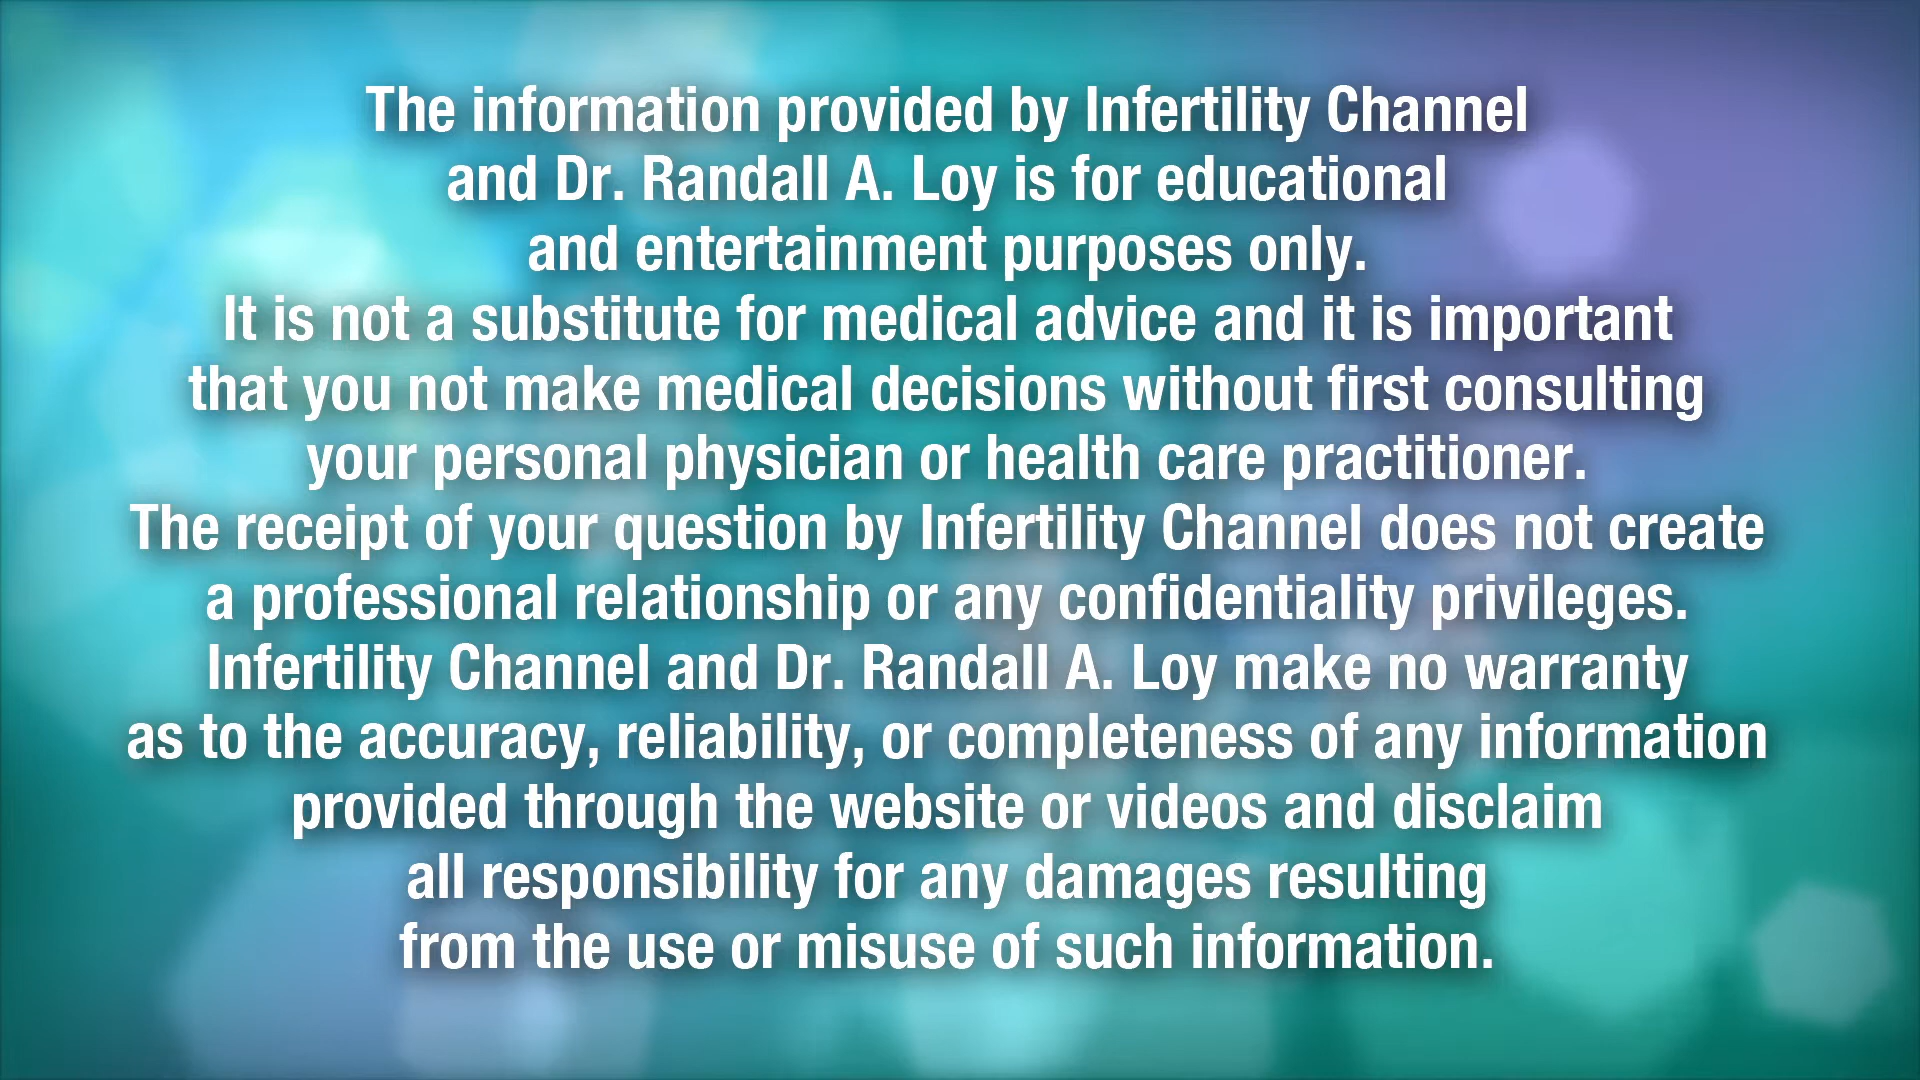 The information provided by Infertility Channel
and Dr. Randall A. Loy is for educational
and entertainment purposes only.
It is not a substitute for medical advice and it is important
that you not make medical decisions without first consulting
your personal physician or health care practitioner.
The receipt of your question by Infertility Channel does not create
a professional relationship or any confidentiality privileges.
Infertility Channel and Dr. Randall A. Loy make no warranty
as to the accuracy, reliability, or completeness of any information
provided through the website or videos and disclaim
all responsibility for any damages resulting
from the use or misuse of such information.